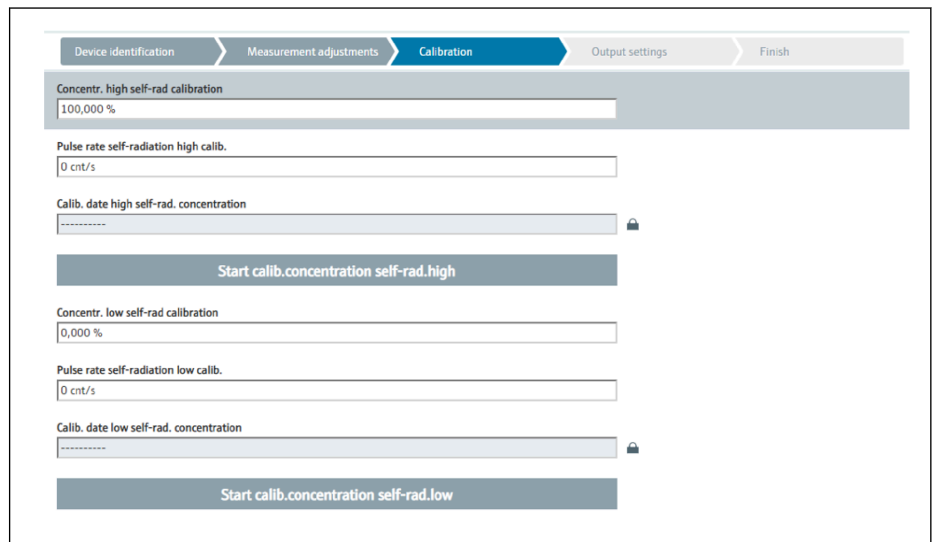 Device identification
Measurement adjustments
Calibration
Output settings
Finish
Concentr. high self-rad calibration
100,000 %
Pulse rate self-radiation high calib.
0 cnt/s
Calib. date high self-rad. concentration
----------
Start calib.concentration self-rad.high
Concentr. low self-rad calibration
0,000 %
Pulse rate self-radiation low calib.
0 cnt/s
Calib. date low self-rad. concentration
----------
Start calib.concentration self-rad.low